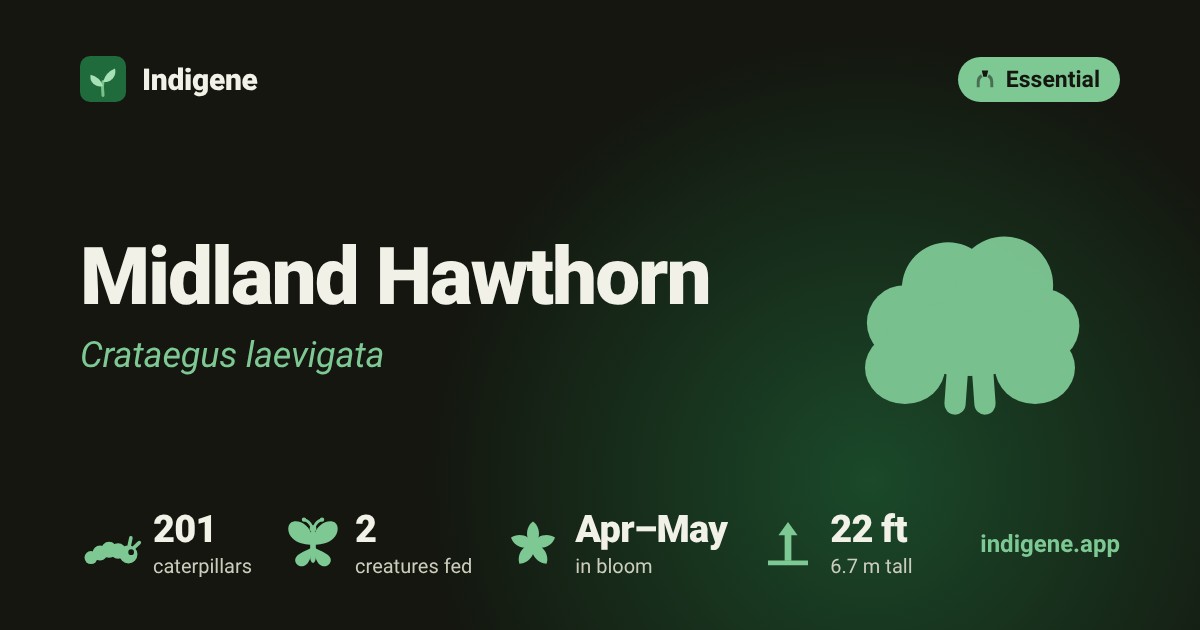 Indigene
Essential
Midland Hawthorn
Crataegus laevigata
201
caterpillars
2
creatures fed
Apr–May
in bloom
22 ft
6.7 m tall
indigene.app